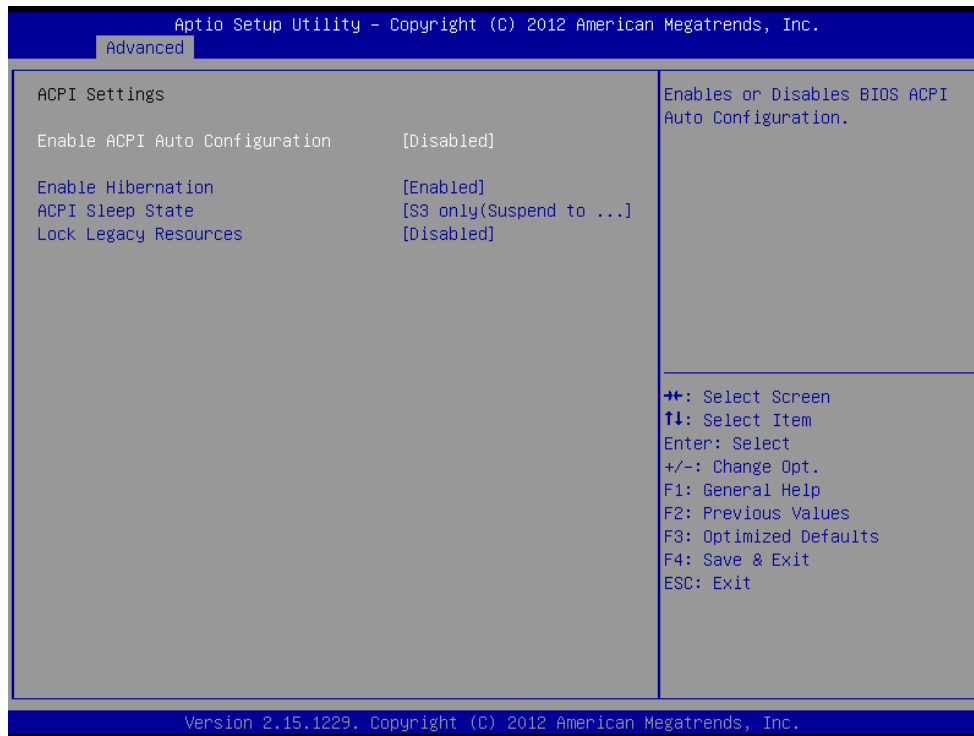 Aptio Setup Utility – Copyright (C) 2012 American Megatrends, Inc.
Advanced
ACPI Settings
Enable ACPI Auto Configuration [Disabled]
Enable Hibernation [Enabled]
ACPI Sleep State [S3 only(Suspend to ...]
Lock Legacy Resources [Disabled]
Enables or Disables BIOS ACPI
Auto Configuration.
→←: Select Screen
↑↓: Select Item
Enter: Select
+/-: Change Opt.
F1: General Help
F2: Previous Values
F3: Optimized Defaults
F4: Save & Exit
ESC: Exit
Version 2.15.1229. Copyright (C) 2012 American Megatrends, Inc.